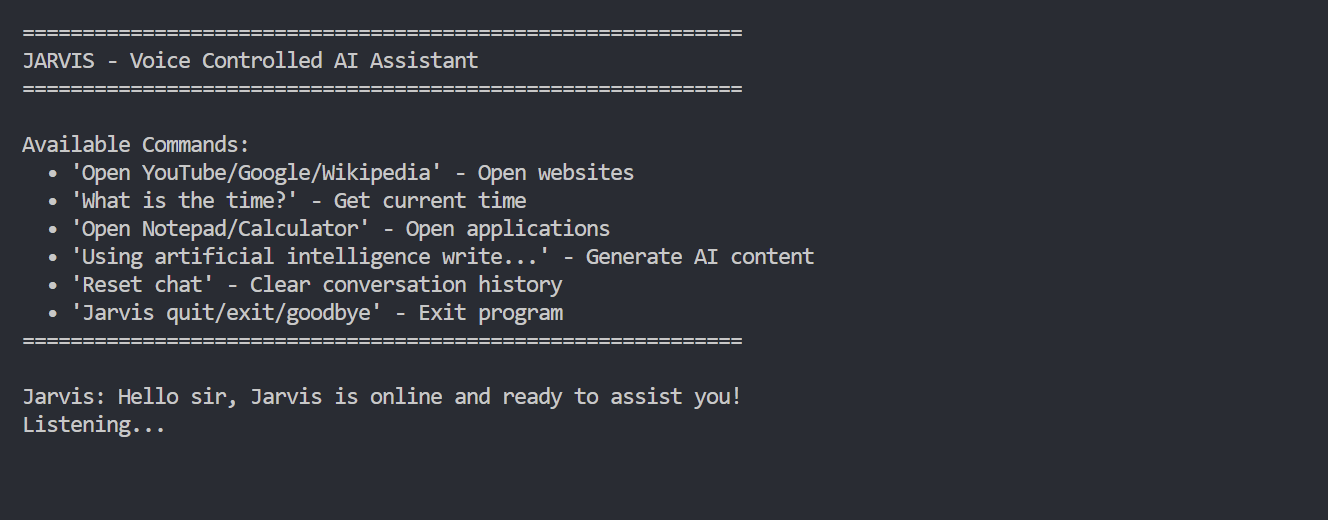 ============================================================
JARVIS - Voice Controlled AI Assistant
============================================================
Available Commands:
• 'Open YouTube/Google/Wikipedia' - Open websites
• 'What is the time?' - Get current time
• 'Open Notepad/Calculator' - Open applications
• 'Using artificial intelligence write...' - Generate AI content
• 'Reset chat' - Clear conversation history
• 'Jarvis quit/exit/goodbye' - Exit program
============================================================
Jarvis: Hello sir, Jarvis is online and ready to assist you!
Listening...